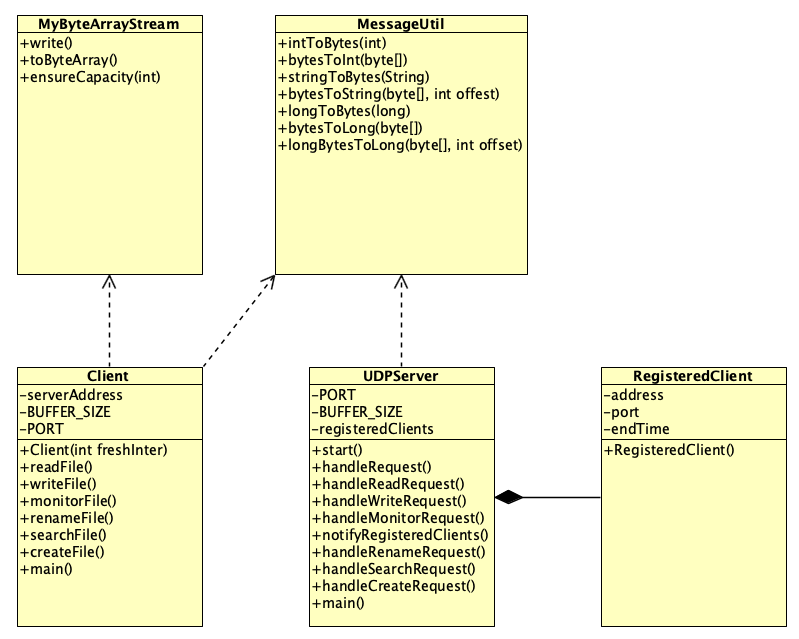 MyByteArrayStream
+write()
+toByteArray()
+ensureCapacity(int)
MessageUtil
+intToBytes(int)
+bytesToInt(byte[])
+stringToBytes(String)
+bytesToString(byte[], int offest)
+longToBytes(long)
+bytesToLong(byte[])
+longBytesToLong(byte[], int offset)
Client
-serverAddress
-BUFFER_SIZE
-PORT
+Client(int freshInter)
+readFile()
+writeFile()
+monitorFile()
+renameFile()
+searchFile()
+createFile()
+main()
UDPServer
-PORT
-BUFFER_SIZE
-registeredClients
+start()
+handleRequest()
+handleReadRequest()
+handleWriteRequest()
+handleMonitorRequest()
+notifyRegisteredClients()
+handleRenameRequest()
+handleSearchRequest()
+handleCreateRequest()
+main()
RegisteredClient
-address
-port
-endTime
+RegisteredClient()